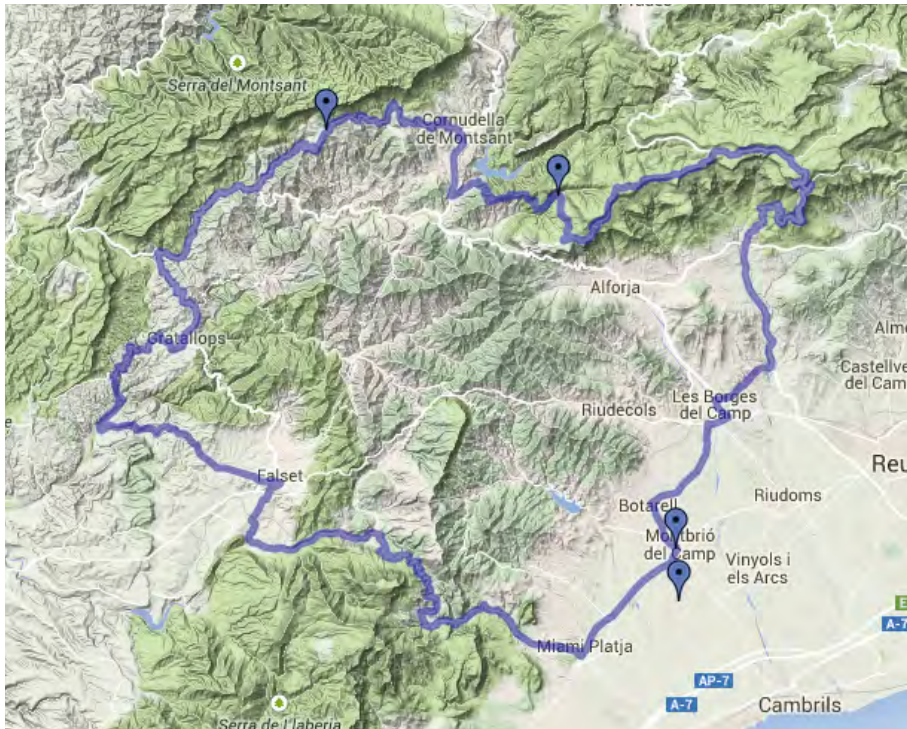 Serra del Montsant
Cornudella
de Montsant
Alforja
Gratallops
Castellve
del Cam
Les Borges
del Camp
Riudecols
Reu
Falset
Botarell
Riudoms
Montbrió
del Camp
Vinyols i
els Arcs
E
A-7
Miami Platja
AP-7
A-7
Cambrils
Serra de Llaberia